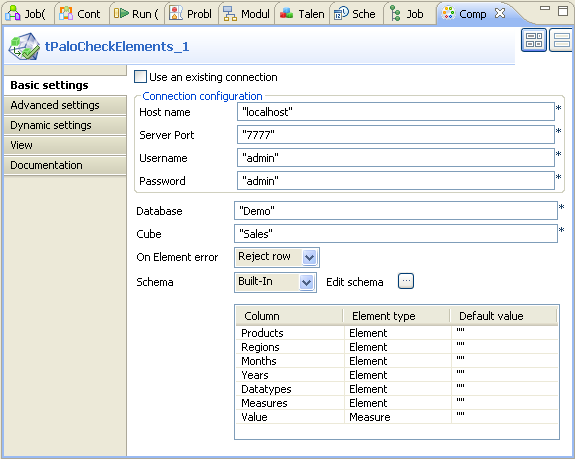 Job( Cont Run ( Probl Modul Talen Sche Job Comp
tPaloCheckElements_1
Basic settings
Advanced settings
Dynamic settings
View
Documentation
Use an existing connection
Connection configuration
Host name "localhost" *
Server Port "7777" *
Username "admin" *
Password "admin" *
Database "Demo" *
Cube "Sales" *
On Element error Reject row
Schema Built-In Edit schema ...
Column Element type Default value
Products Element ""
Regions Element ""
Months Element ""
Years Element ""
Datatypes Element ""
Measures Element ""
Value Measure ""